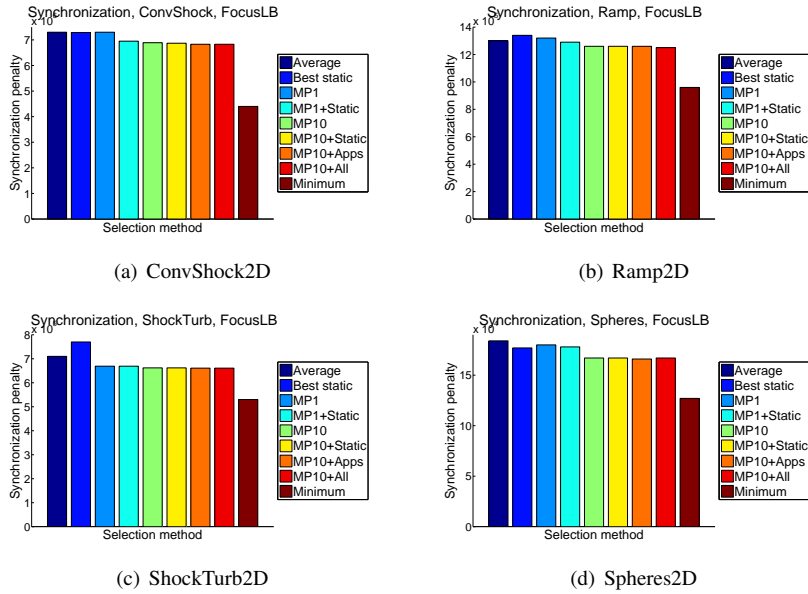 Synchronization, ConvShock, FocusLB
x 10
7
6
5
4
3
2
1
0
Synchronization penalty
Selection method
Average
Best static
MP1
MP1+Static
MP10
MP10+Static
MP10+Apps
MP10+All
Minimum
(a) ConvShock2D
Synchronization, Ramp, FocusLB
x 10
14
12
10
8
6
4
2
0
Synchronization penalty
Selection method
Average
Best static
MP1
MP1+Static
MP10
MP10+Static
MP10+Apps
MP10+All
Minimum
(b) Ramp2D
Synchronization, ShockTurb, FocusLB
x 10
8
7
6
5
4
3
2
1
0
Synchronization penalty
Selection method
Average
Best static
MP1
MP1+Static
MP10
MP10+Static
MP10+Apps
MP10+All
Minimum
(c) ShockTurb2D
Synchronization, Spheres, FocusLB
x 10
15
10
5
0
Synchronization penalty
Selection method
Average
Best static
MP1
MP1+Static
MP10
MP10+Static
MP10+Apps
MP10+All
Minimum
(d) Spheres2D